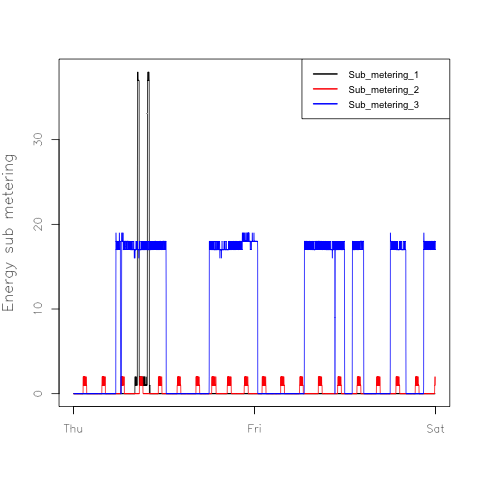 Sub_metering_1
Sub_metering_2
Sub_metering_3
Energy sub metering
30
20
10
0
Thu
Fri
Sat